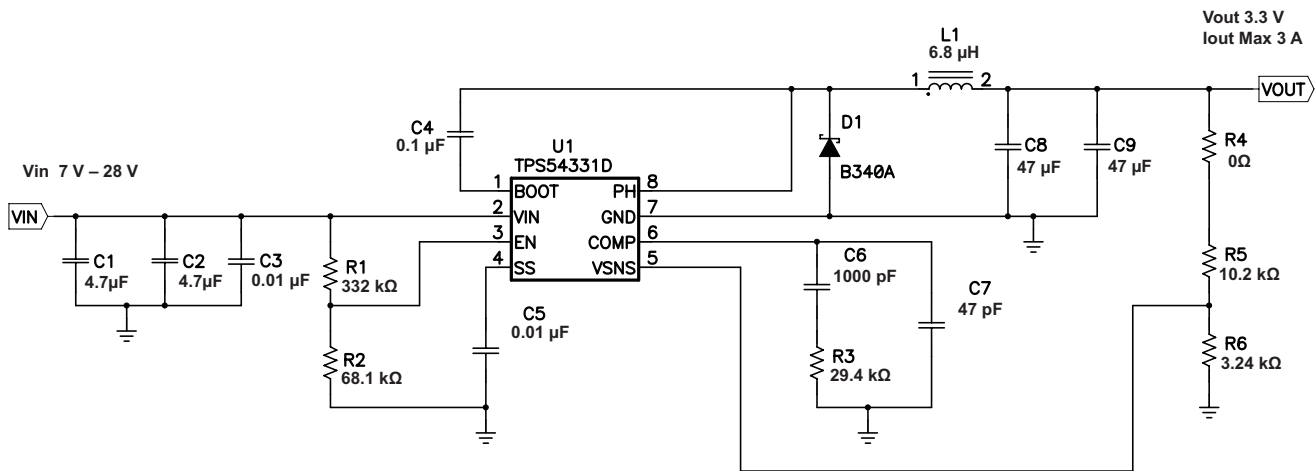 Vout 3.3 V
Iout Max 3 A
L1
6.8 µH
1
2
VOUT
C4
0.1 µF
D1
B340A
C8
47 µF
C9
47 µF
R4
0Ω
U1
TPS54331D
Vin 7 V – 28 V
VIN
1 BOOT PH 8
2 VIN GND 7
3 EN COMP 6
4 SS VSNS 5
C1
4.7µF
C2
4.7µF
C3
0.01 µF
R1
332 kΩ
R2
68.1 kΩ
C5
0.01 µF
C6
1000 pF
C7
47 pF
R3
29.4 kΩ
R5
10.2 kΩ
R6
3.24 kΩ